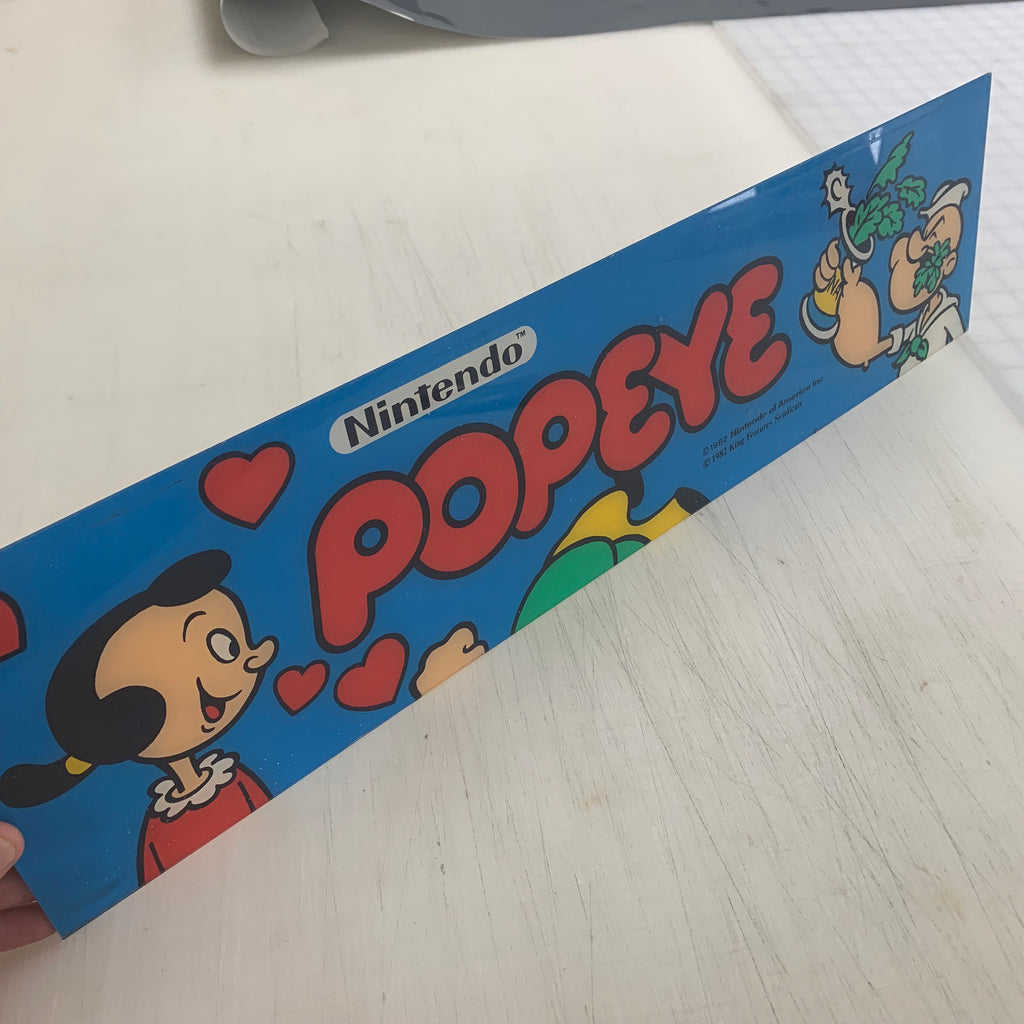 Nintendo™
POPEYE
©1982 Nintendo of America Inc.
© 1982 King Features Syndicate